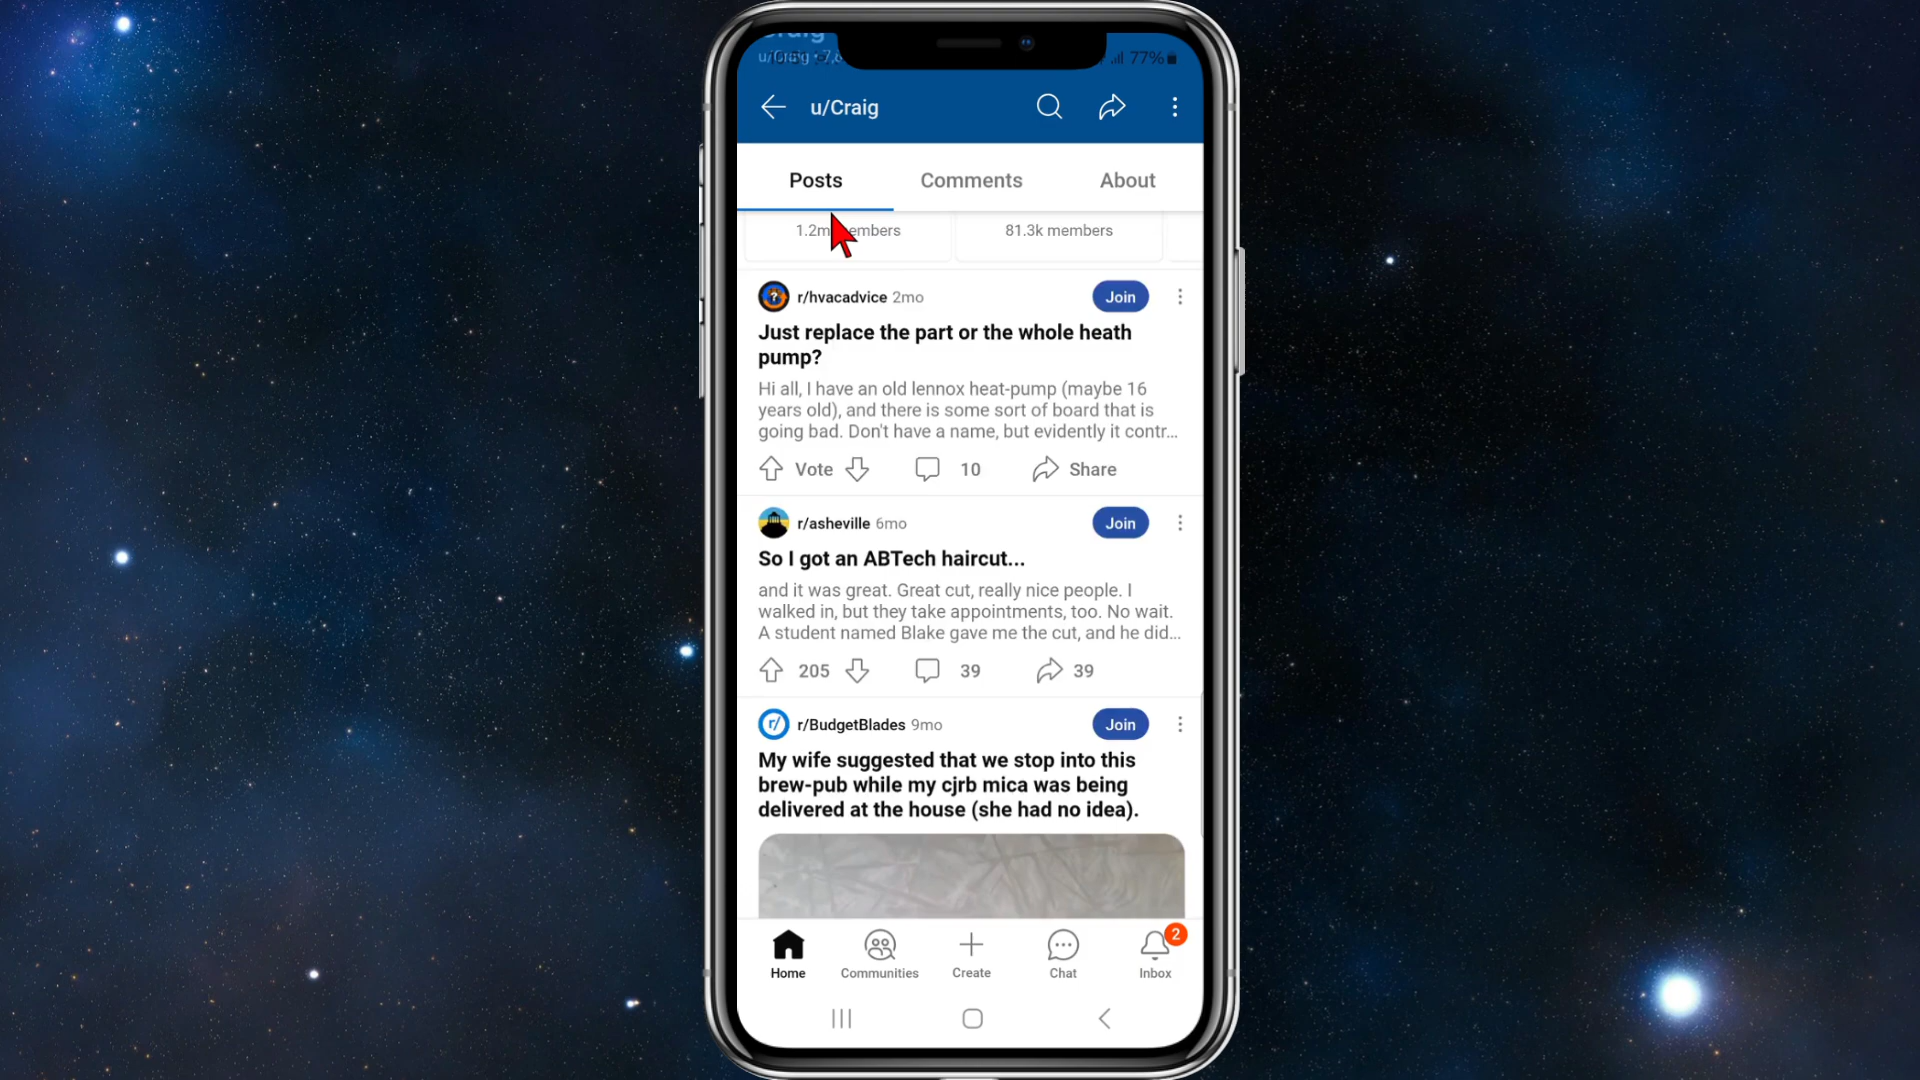 77%
u/Craig
Posts
Comments
About
81.3k members
r/hvacadvice 2mo
Join
Just replace the part or the whole heath
pump?
Hi all, I have an old lennox heat-pump (maybe 16
years old), and there is some sort of board that is
going bad. Don't have a name, but evidently it contr...
Vote
10
Share
r/asheville 6mo
Join
So I got an ABTech haircut...
and it was great. Great cut, really nice people. I
walked in, but they take appointments, too. No wait.
A student named Blake gave me the cut, and he did...
205
39
39
r/
r/BudgetBlades 9mo
Join
My wife suggested that we stop into this
brew-pub while my cjrb mica was being
delivered at the house (she had no idea).
2
Home
Communities
Create
Chat
Inbox